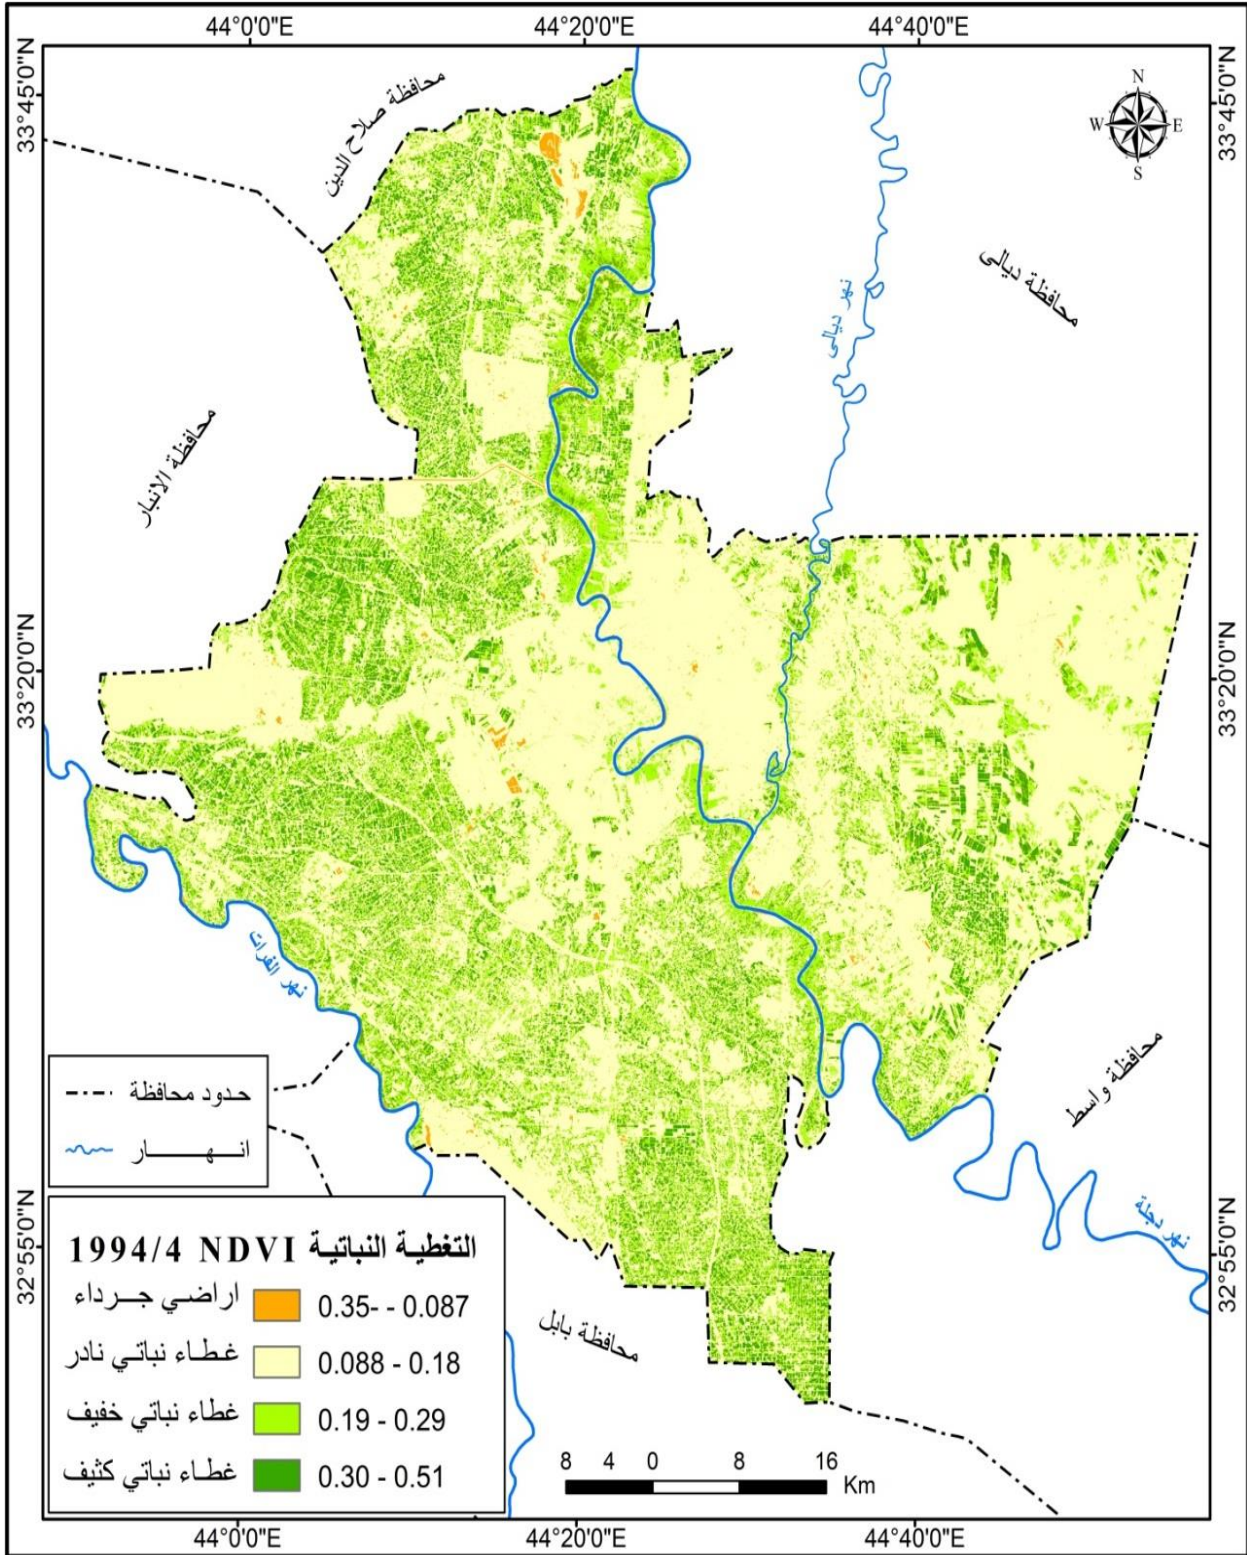 44°0'0"E 44°20'0"E 44°40'0"E
33°45'0"N
33°45'0"N
محافظة صلاح الدين
N
W E
S
محافظة ديالى
نهر ديالى
محافظة الانبار
33°20'0"N
33°20'0"N
نهر الفرات
محافظة واسط
حدود محافظة
انــهــــــــار
نهر دجلة
32°55'0"N
32°55'0"N
محافظة بابل
التغطية النباتية 1994/4 NDVI
اراضي جــرداء 0.35- - 0.087
غطاء نباتي نادر 0.088 - 0.18
غطاء نباتي خفيف 0.19 - 0.29
غطاء نباتي كثيف 0.30 - 0.51
8 4 0 8 16
Km
44°0'0"E 44°20'0"E 44°40'0"E